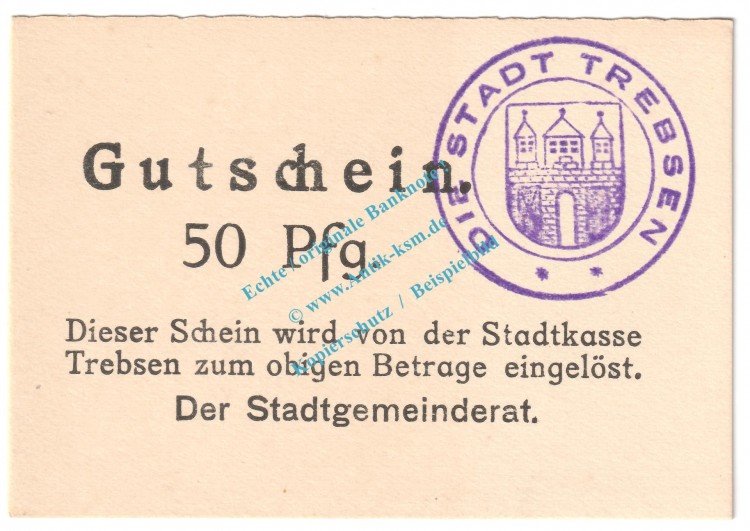 DIE STADT TREBSEN
* *
Gutschein.
50 Pfg.
Dieser Schein wird von der Stadtkasse
Trebsen zum obigen Betrage eingelöst.
Der Stadtgemeinderat.
Echte / originale Banknoten
© www.Antik-ksm.de
Kopierschutz / Beispielbild